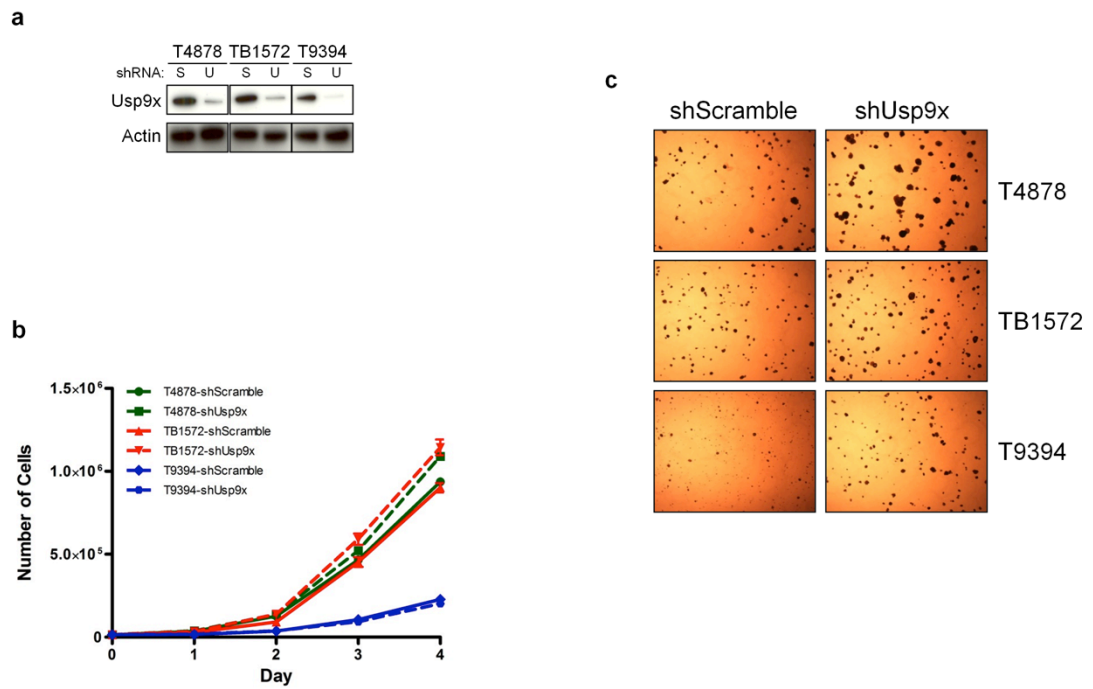 a
T4878 TB1572 T9394
shRNA: S U S U S U
Usp9x
Actin
b
1.5×10⁶
1.0×10⁶
5.0×10⁵
0
Number of Cells
T4878-shScramble
T4878-shUsp9x
TB1572-shScramble
TB1572-shUsp9x
T9394-shScramble
T9394-shUsp9x
0 1 2 3 4
Day
c
shScramble shUsp9x
T4878
TB1572
T9394